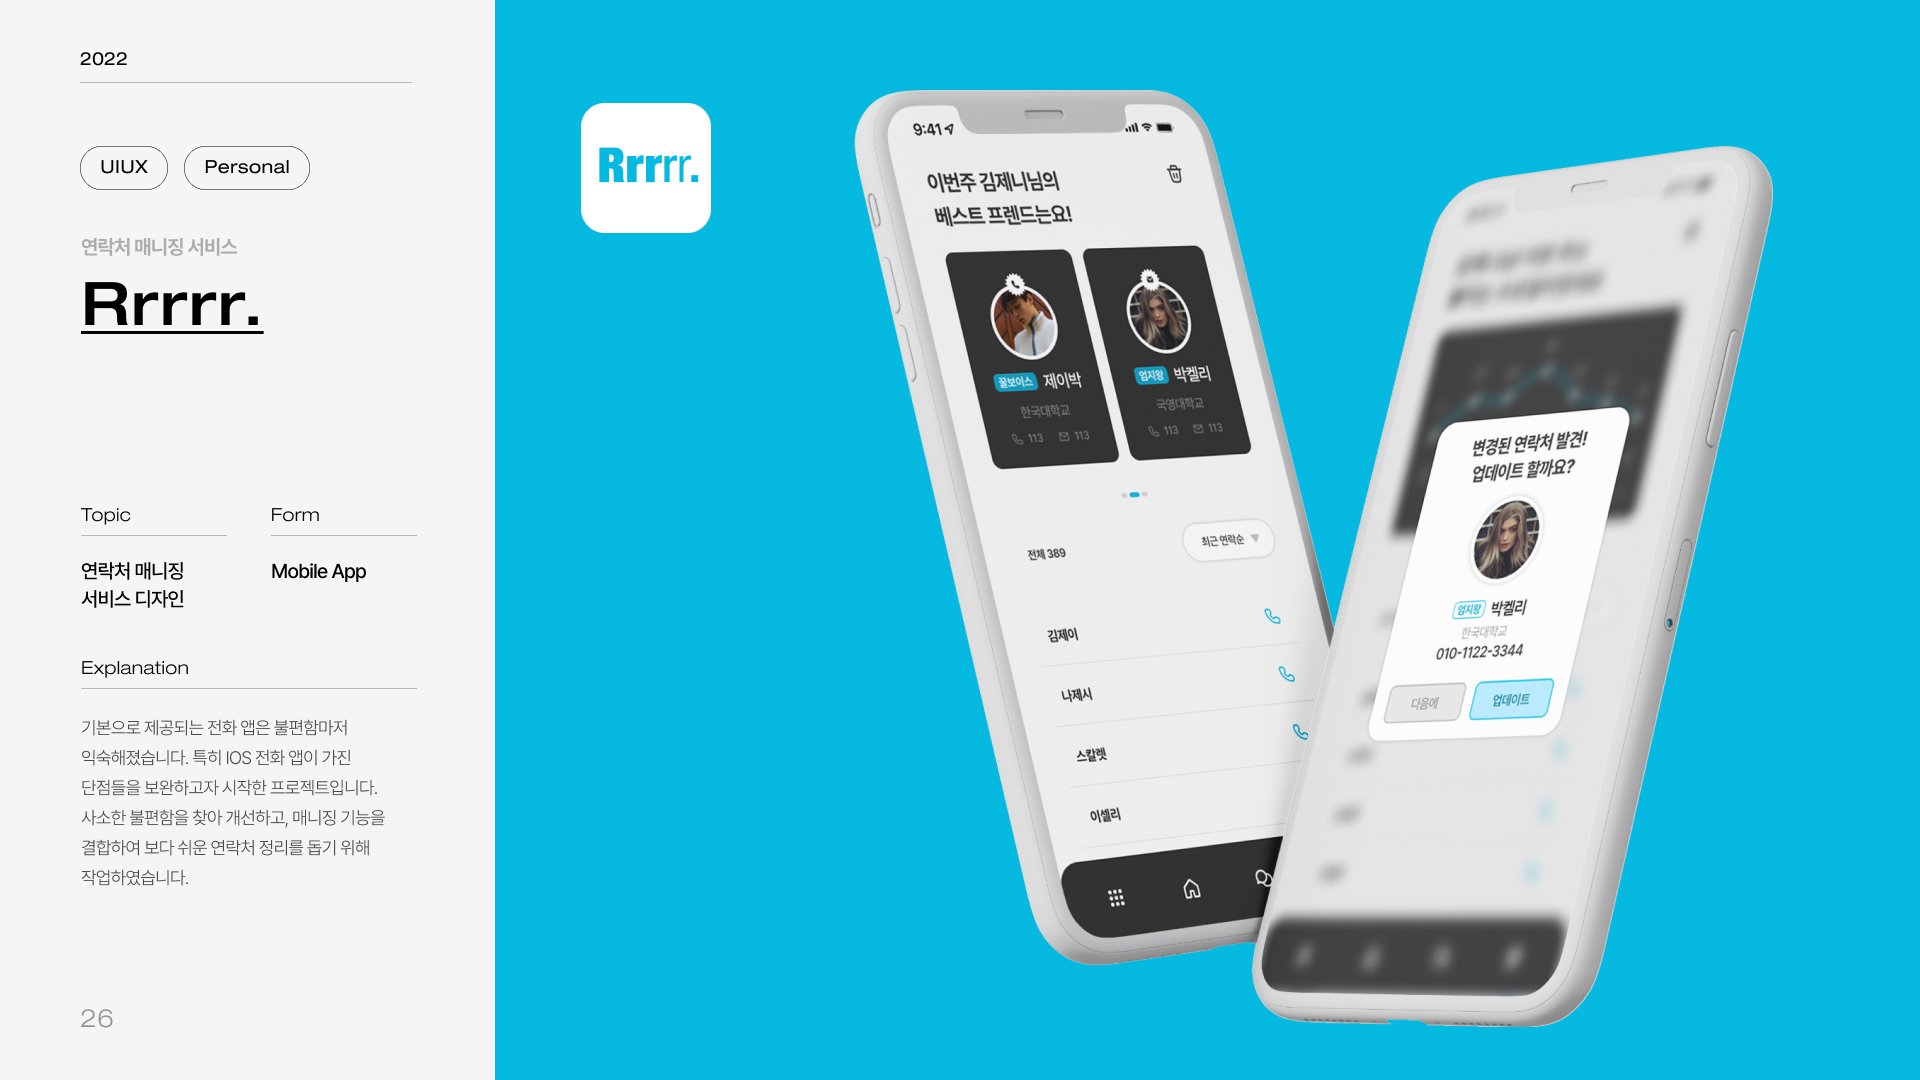 2022
UIUX
Personal
연락처 매니징 서비스
Rrrrr.
Topic
Form
연락처 매니징
서비스 디자인
Mobile App
Explanation
기본으로 제공되는 전화 앱은 불편함마저
익숙해졌습니다. 특히 IOS 전화 앱이 가진
단점들을 보완하고자 시작한 프로젝트입니다.
사소한 불편함을 찾아 개선하고, 매니징 기능을
결합하여 보다 쉬운 연락처 정리를 돕기 위해
작업하였습니다.
26
Rrrrr.
9:41
이번주 김제니님의
베스트 프렌드는요!
꿀보이스 제이박
한국대학교
113 113
엄지왕 박켈리
국영대학교
113 113
전체 389
최근 연락순
김제이
나제시
스칼렛
이셀리
변경된 연락처 발견!
업데이트 할까요?
엄지왕 박켈리
한국대학교
010-1122-3344
다음에
업데이트